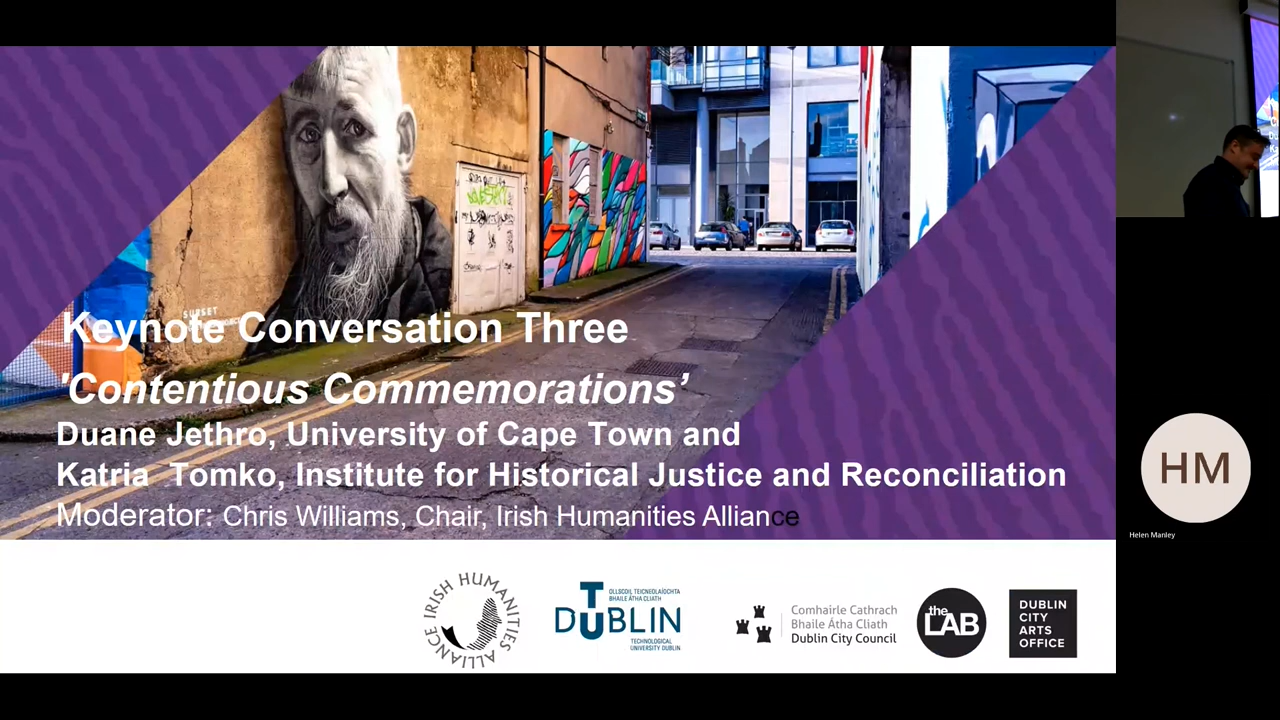 Keynote Conversation Three
'Contentious Commemorations'
Duane Jethro, University of Cape Town and
Katria Tomko, Institute for Historical Justice and Reconciliation
Moderator: Chris Williams, Chair, Irish Humanities Alliance
IRISH HUMANITIES ALLIANCE
OLLSCOIL TEICNEOLAÍOCHTA
BHAILE ÁTHA CLIATH
TU DUBLIN
TECHNOLOGICAL
UNIVERSITY DUBLIN
Comhairle Cathrach
Bhaile Átha Cliath
Dublin City Council
the
LAB
DUBLIN
CITY
ARTS
OFFICE
HM
Helen Manley